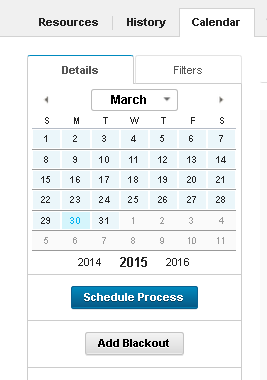 Resources History Calendar
Details Filters
March
S M T W T F S
1 2 3 4 5 6 7
8 9 10 11 12 13 14
15 16 17 18 19 20 21
22 23 24 25 26 27 28
29 30 31 1 2 3 4
5 6 7 8 9 10 11
2014 2015 2016
Schedule Process
Add Blackout